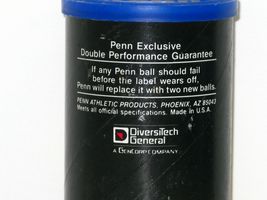 Penn Exclusive
Double Performance Guarantee
If any Penn ball should fail
before the label wears off,
Penn will replace it with two new balls.
PENN ATHLETIC PRODUCTS, PHOENIX, AZ 85043
Meets all official specifications. Made in U.S.A.
DiversiTech
General
A GENCORP COMPANY